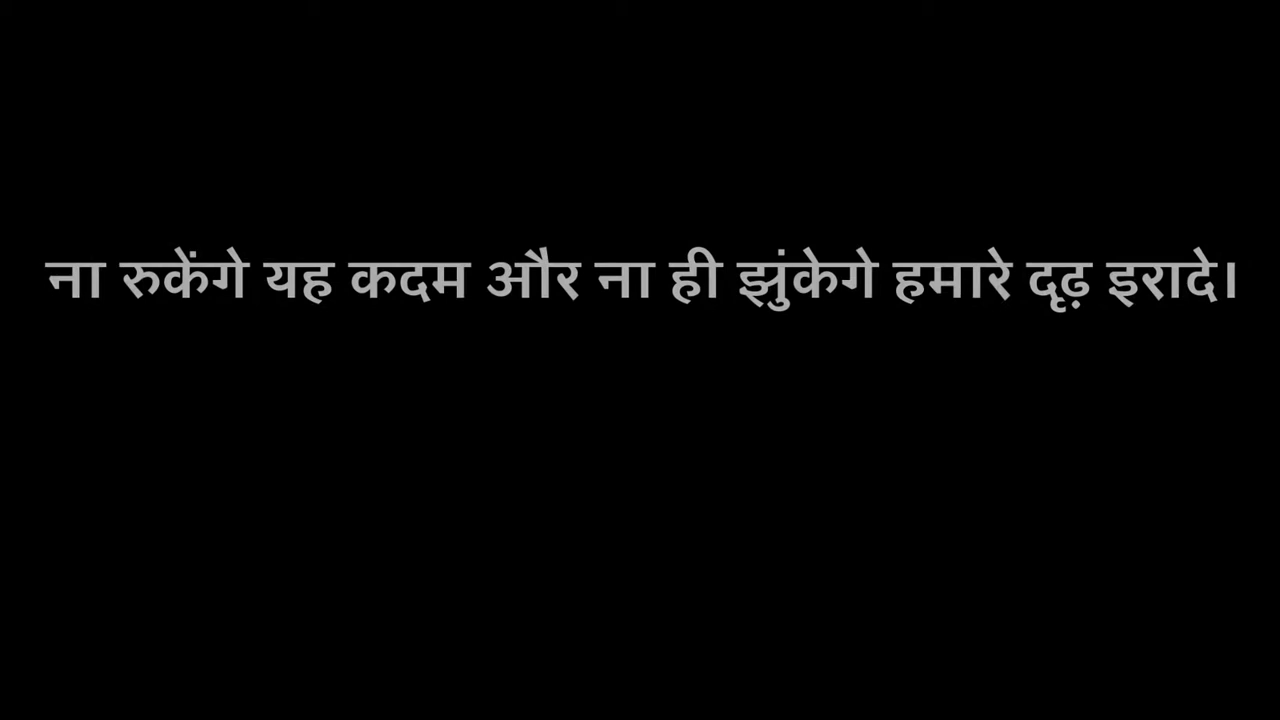 ना रुकेंगे यह कदम और ना ही झुंकेगे हमारे दृढ़ इरादे।